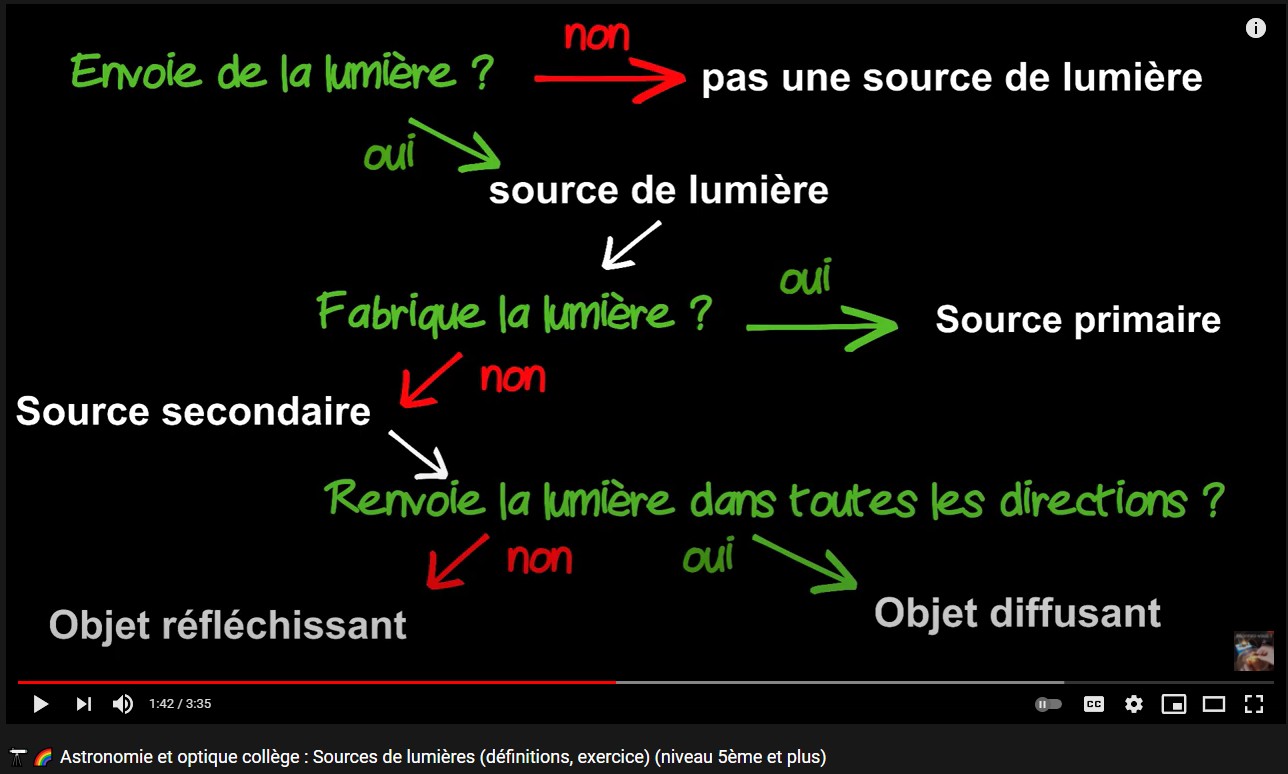 non
Envoie de la lumière ?
pas une source de lumière
oui
source de lumière
oui
Fabrique la lumière ?
Source primaire
non
Source secondaire
Renvoie la lumière dans toutes les directions ?
non
oui
Objet réfléchissant
Objet diffusant
1:42 / 3:35
CC
Astronomie et optique collège : Sources de lumières (définitions, exercice) (niveau 5ème et plus)